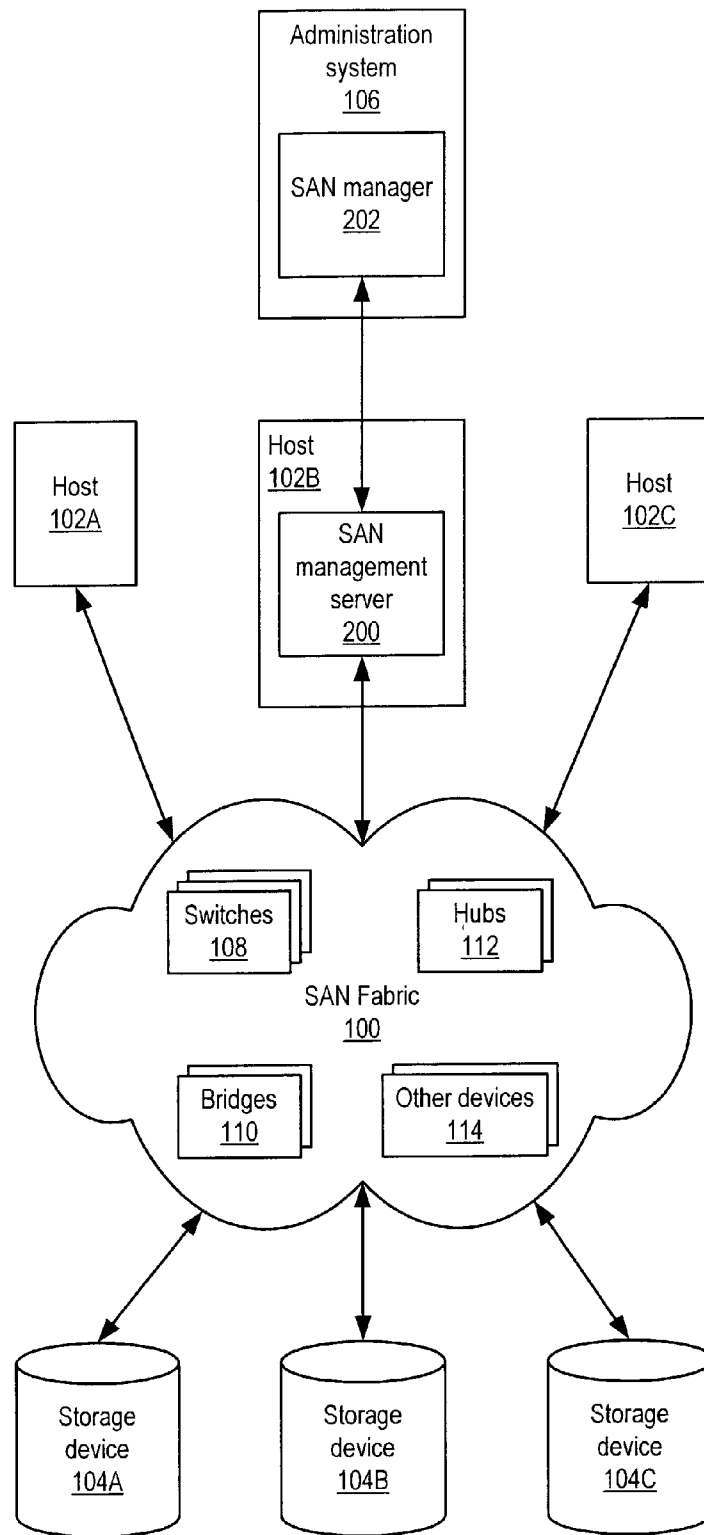 Administration
system
106
SAN manager
202
Host
102A
Host
102B
SAN
management
server
200
Host
102C
Switches
108
Hubs
112
SAN Fabric
100
Bridges
110
Other devices
114
Storage
device
104A
Storage
device
104B
Storage
device
104C